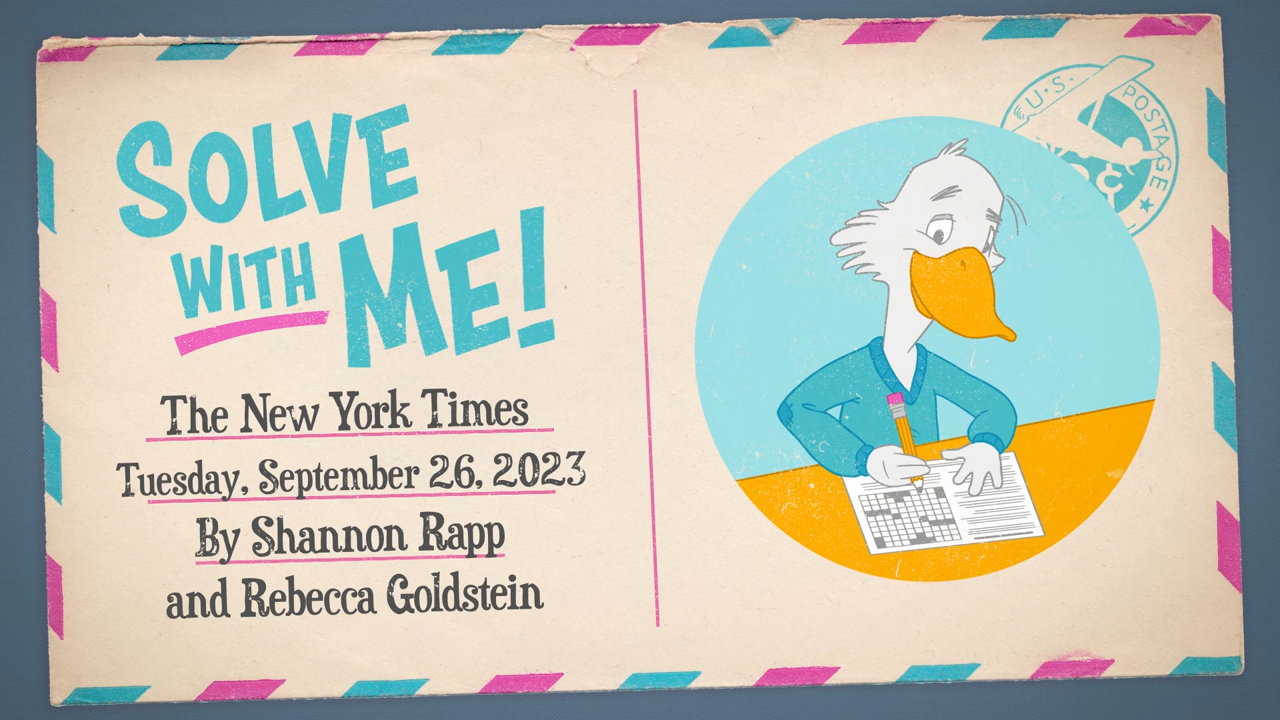 SOLVE
WITH ME!
The New York Times
Tuesday, September 26, 2023
By Shannon Rapp
and Rebecca Goldstein
U.S. POSTAGE